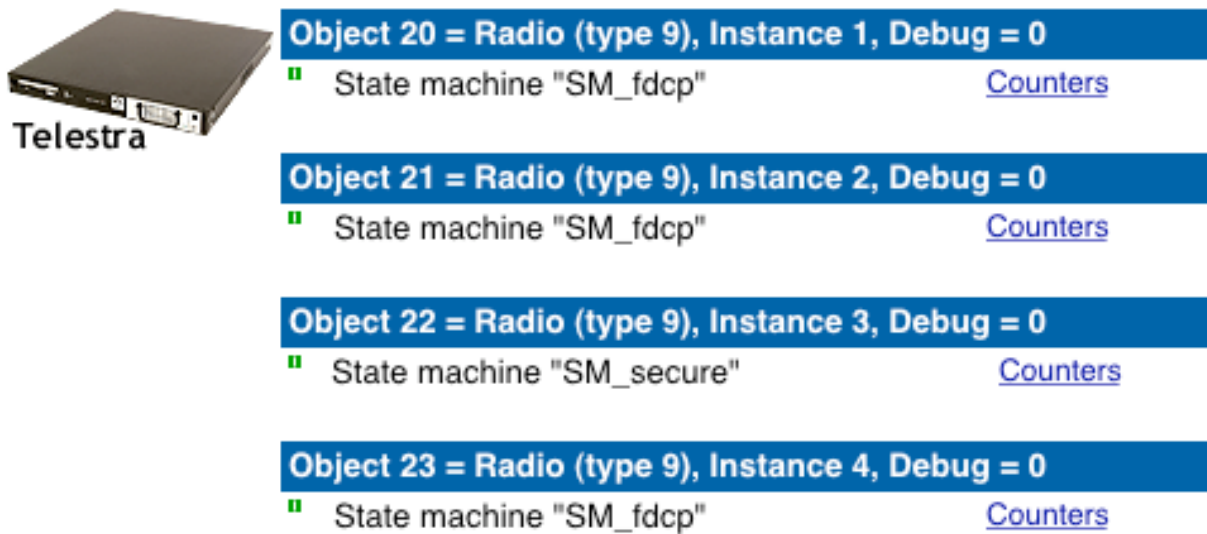 Telestra
Object 20 = Radio (type 9), Instance 1, Debug = 0
State machine "SM_fdcp" Counters
Object 21 = Radio (type 9), Instance 2, Debug = 0
State machine "SM_fdcp" Counters
Object 22 = Radio (type 9), Instance 3, Debug = 0
State machine "SM_secure" Counters
Object 23 = Radio (type 9), Instance 4, Debug = 0
State machine "SM_fdcp" Counters